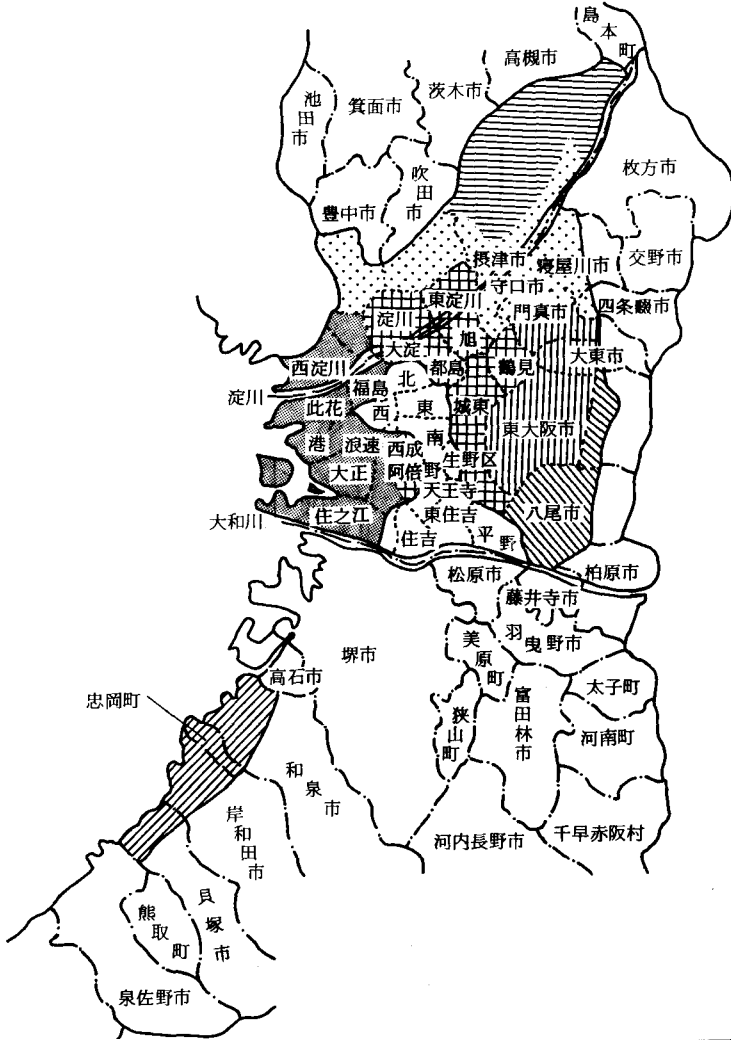 島本町
高槻市
茨木市
箕面市
池田市
吹田市
枚方市
豊中市
摂津市
寝屋川市
交野市
守口市
東淀川
門真市
四条畷市
淀川
旭
大淀
鶴見
大東市
西淀川
都島
北
福島
淀川
此花
西
東
城東
東大阪市
港
浪速
西成
南
大正
阿倍野
生野区
天王寺
八尾市
大和川
住之江
東住吉
住吉
平野
松原市
柏原市
藤井寺市
羽曳野市
美原町
堺市
高石市
太子町
忠岡町
狭山町
富田林市
河南町
和泉市
岸和田市
河内長野市
千早赤阪村
貝塚市
熊取町
泉佐野市